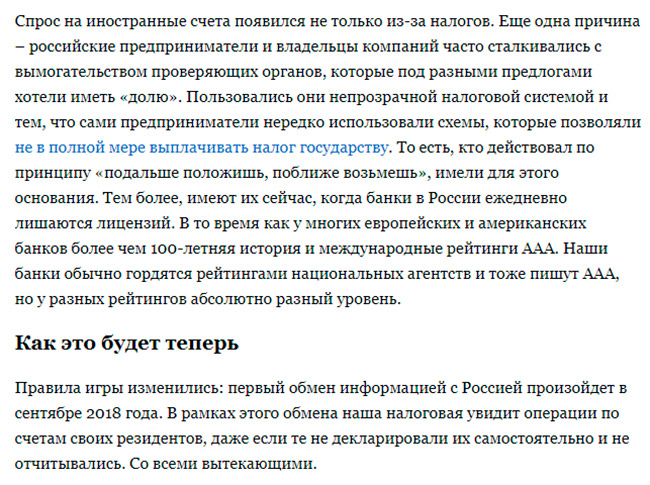 Спрос на иностранные счета появился не только из-за налогов. Еще одна причина
– российские предприниматели и владельцы компаний часто сталкивались с
вымогательством проверяющих органов, которые под разными предлогами
хотели иметь «долю». Пользовались они непрозрачной налоговой системой и
тем, что сами предприниматели нередко использовали схемы, которые позволяли
не в полной мере выплачивать налог государству. То есть, кто действовал по
принципу «подальше положишь, поближе возьмешь», имели для этого
основания. Тем более, имеют их сейчас, когда банки в России ежедневно
лишаются лицензий. В то время как у многих европейских и американских
банков более чем 100-летняя история и международные рейтинги ААА. Наши
банки обычно гордятся рейтингами национальных агентств и тоже пишут ААА,
но у разных рейтингов абсолютно разный уровень.
Как это будет теперь
Правила игры изменились: первый обмен информацией с Россией произойдет в
сентябре 2018 года. В рамках этого обмена наша налоговая увидит операции по
счетам своих резидентов, даже если те не декларировали их самостоятельно и не
отчитывались. Со всеми вытекающими.